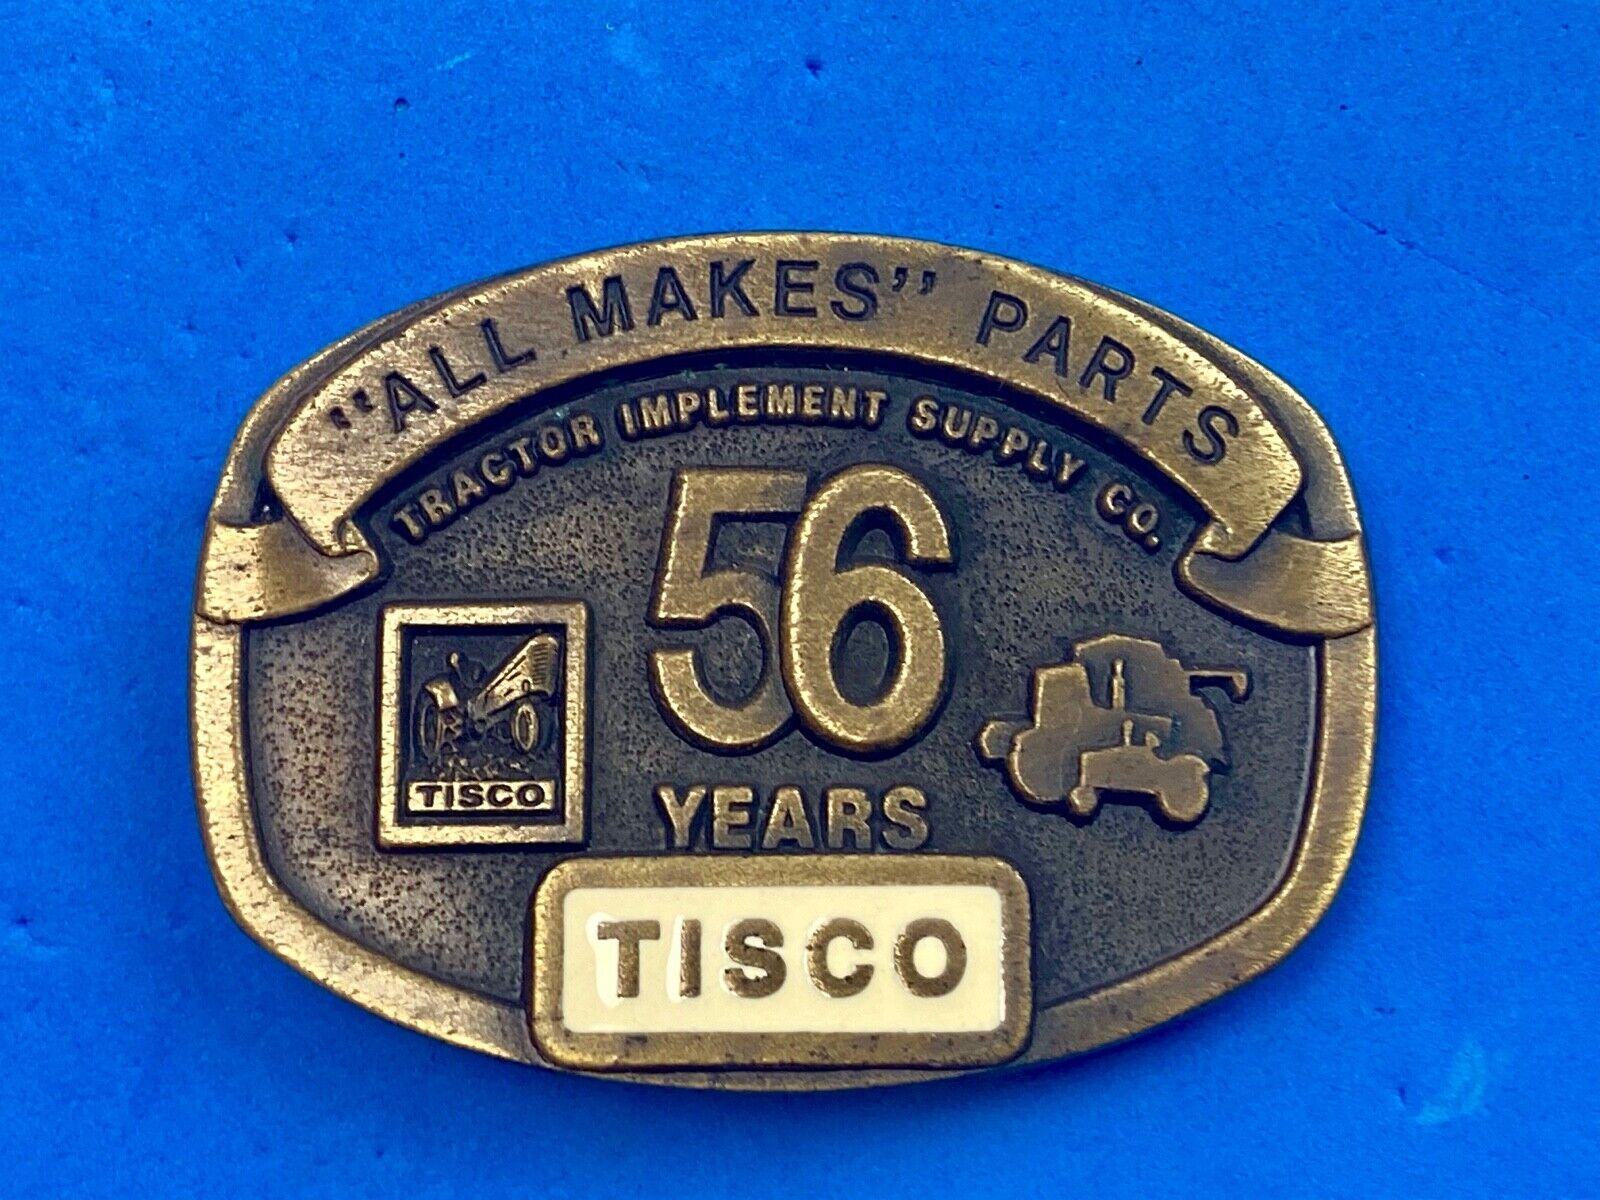 "ALL MAKES" PARTS
TRACTOR IMPLEMENT SUPPLY CO.
56
YEARS
TISCO
TISCO